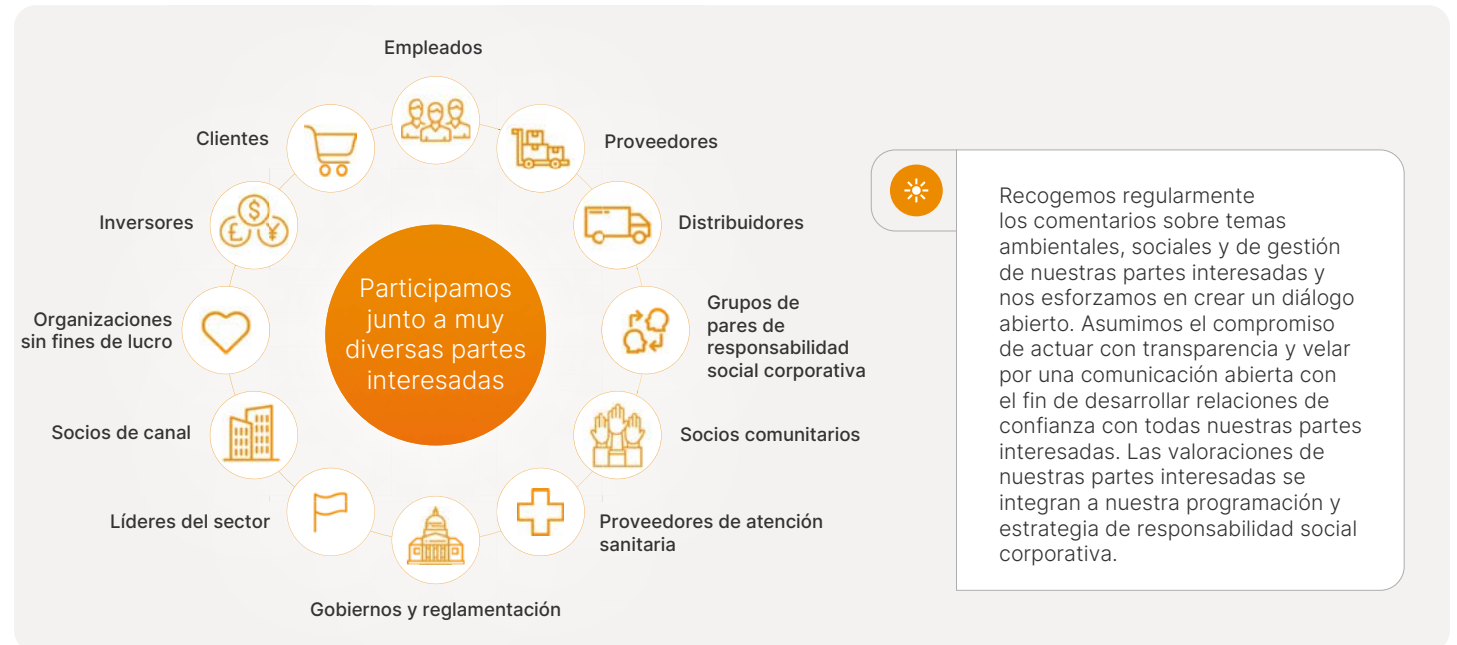 Empleados
Proveedores
Distribuidores
Grupos de
pares de
responsabilidad
social corporativa
Socios comunitarios
Proveedores de atención
sanitaria
Gobiernos y reglamentación
Líderes del sector
Socios de canal
Organizaciones
sin fines de lucro
Inversores
Clientes
Participamos
junto a muy
diversas partes
interesadas
Recogemos regularmente
los comentarios sobre temas
ambientales, sociales y de gestión
de nuestras partes interesadas y
nos esforzamos en crear un diálogo
abierto. Asumimos el compromiso
de actuar con transparencia y velar
por una comunicación abierta con
el fin de desarrollar relaciones de
confianza con todas nuestras partes
interesadas. Las valoraciones de
nuestras partes interesadas se
integran a nuestra programación y
estrategia de responsabilidad social
corporativa.